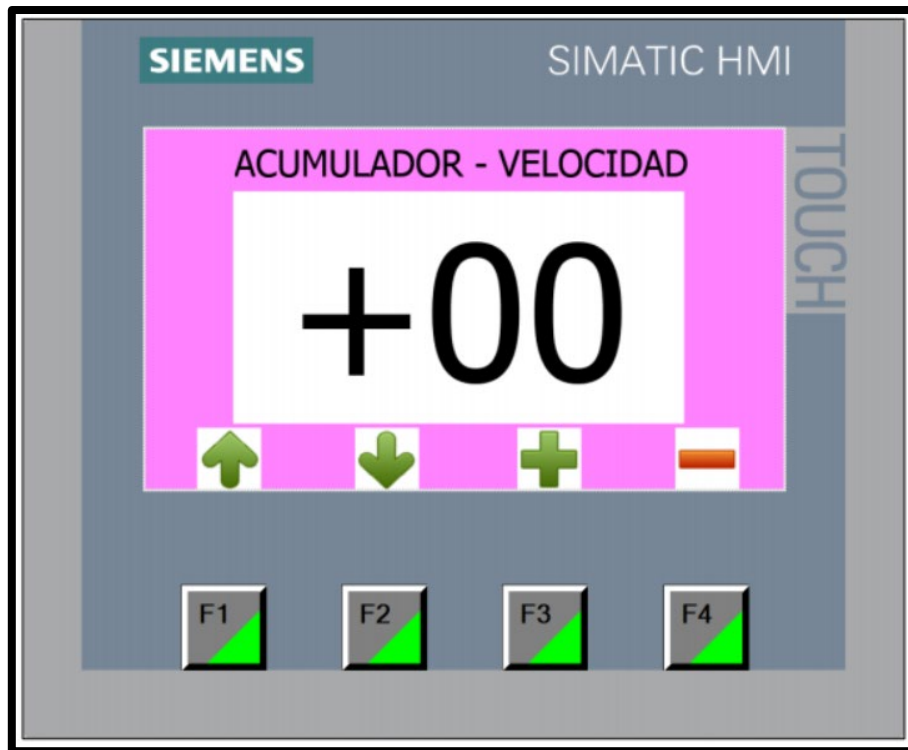 SIEMENS SIMATIC HMI
TOUCH
ACUMULADOR - VELOCIDAD
+00
F1 F2 F3 F4